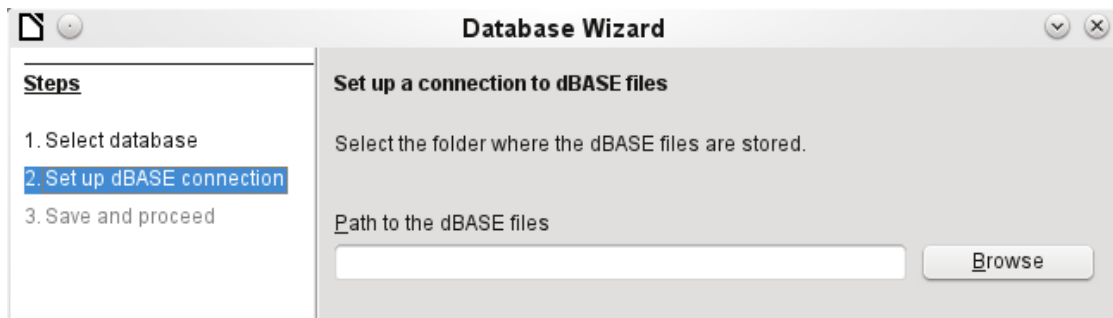 Database Wizard
Steps
1. Select database
2. Set up dBASE connection
3. Save and proceed
Set up a connection to dBASE files
Select the folder where the dBASE files are stored.
Path to the dBASE files
Browse